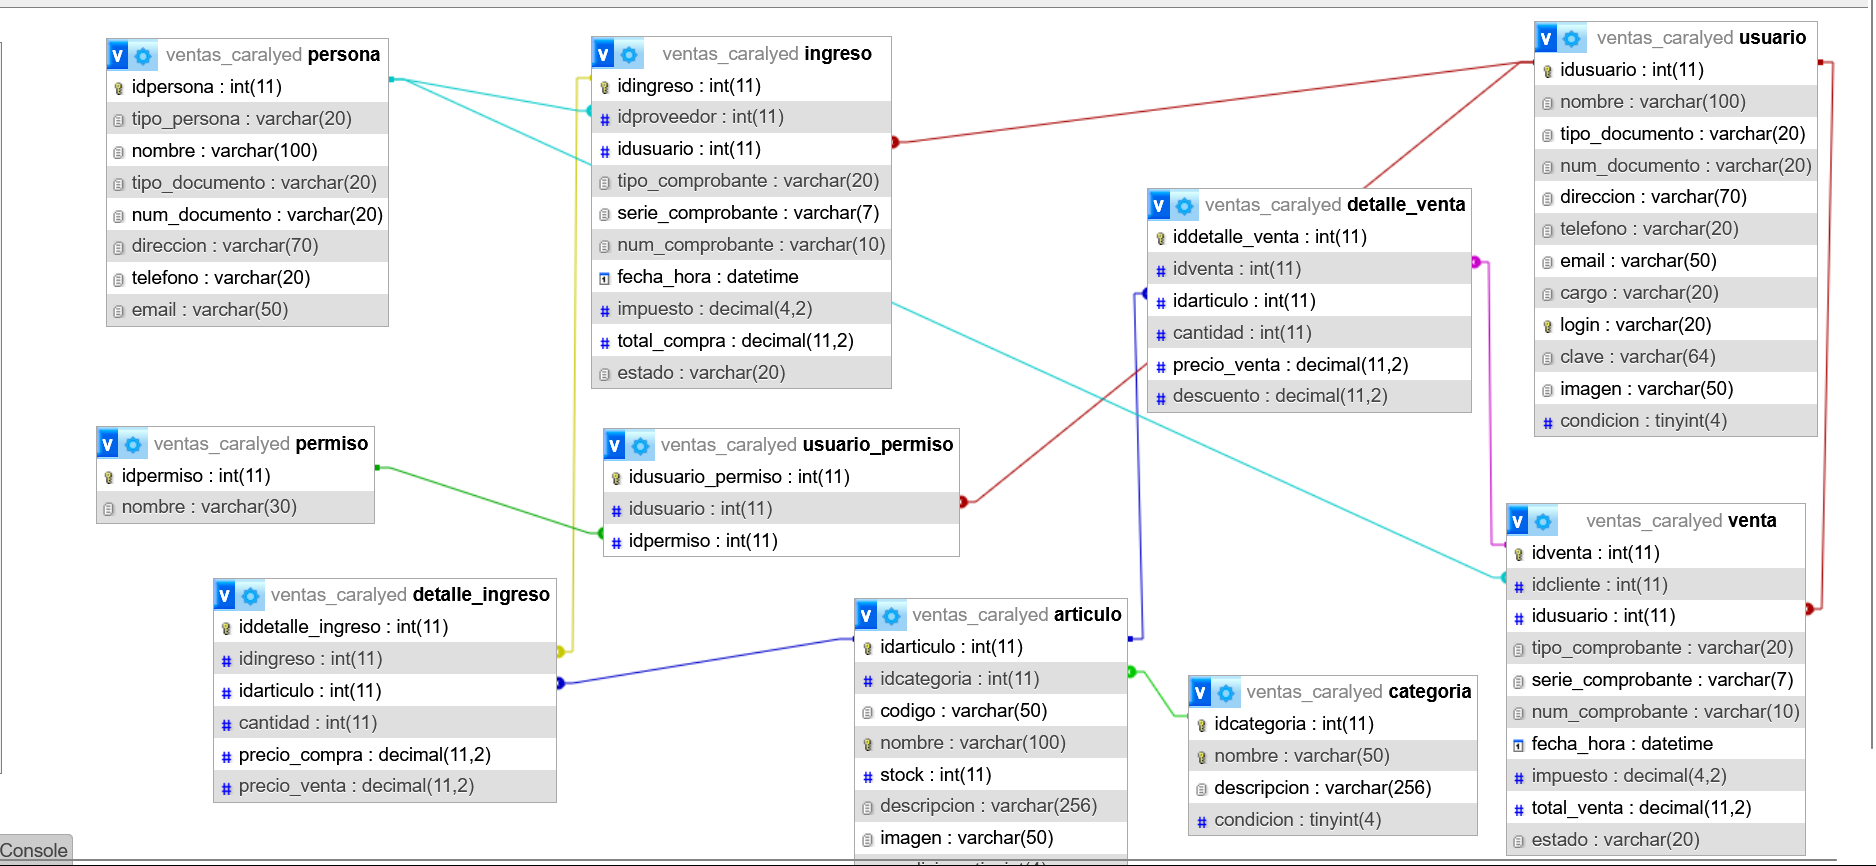 ventas_caralyed persona
idpersona : int(11)
tipo_persona : varchar(20)
nombre : varchar(100)
tipo_documento : varchar(20)
num_documento : varchar(20)
direccion : varchar(70)
telefono : varchar(20)
email : varchar(50)
ventas_caralyed ingreso
idingreso : int(11)
idproveedor : int(11)
idusuario : int(11)
tipo_comprobante : varchar(20)
serie_comprobante : varchar(7)
num_comprobante : varchar(10)
fecha_hora : datetime
impuesto : decimal(4,2)
total_compra : decimal(11,2)
estado : varchar(20)
ventas_caralyed usuario
idusuario : int(11)
nombre : varchar(100)
tipo_documento : varchar(20)
num_documento : varchar(20)
direccion : varchar(70)
telefono : varchar(20)
email : varchar(50)
cargo : varchar(20)
login : varchar(20)
clave : varchar(64)
imagen : varchar(50)
condicion : tinyint(4)
ventas_caralyed detalle_venta
iddetalle_venta : int(11)
idventa : int(11)
idarticulo : int(11)
cantidad : int(11)
precio_venta : decimal(11,2)
descuento : decimal(11,2)
ventas_caralyed permiso
idpermiso : int(11)
nombre : varchar(30)
ventas_caralyed usuario_permiso
idusuario_permiso : int(11)
idusuario : int(11)
idpermiso : int(11)
ventas_caralyed detalle_ingreso
iddetalle_ingreso : int(11)
idingreso : int(11)
idarticulo : int(11)
cantidad : int(11)
precio_compra : decimal(11,2)
precio_venta : decimal(11,2)
ventas_caralyed articulo
idarticulo : int(11)
idcategoria : int(11)
codigo : varchar(50)
nombre : varchar(100)
stock : int(11)
descripcion : varchar(256)
imagen : varchar(50)
ventas_caralyed categoria
idcategoria : int(11)
nombre : varchar(50)
descripcion : varchar(256)
condicion : tinyint(4)
ventas_caralyed venta
idventa : int(11)
idcliente : int(11)
idusuario : int(11)
tipo_comprobante : varchar(20)
serie_comprobante : varchar(7)
num_comprobante : varchar(10)
fecha_hora : datetime
impuesto : decimal(4,2)
total_venta : decimal(11,2)
estado : varchar(20)
Console